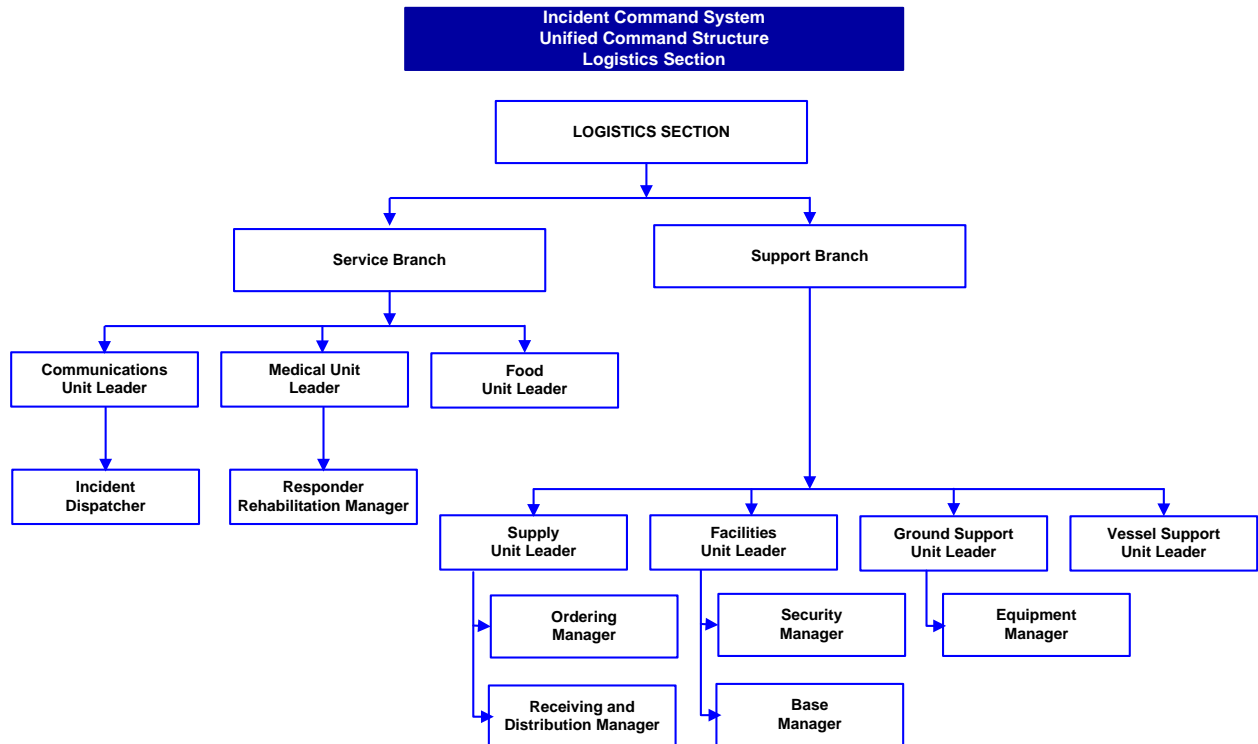 Incident Command System
Unified Command Structure
Logistics Section
LOGISTICS SECTION
Service Branch
Support Branch
Communications
Unit Leader
Medical Unit
Leader
Food
Unit Leader
Incident
Dispatcher
Responder
Rehabilitation Manager
Supply
Unit Leader
Facilities
Unit Leader
Ground Support
Unit Leader
Vessel Support
Unit Leader
Ordering
Manager
Security
Manager
Equipment
Manager
Receiving and
Distribution Manager
Base
Manager